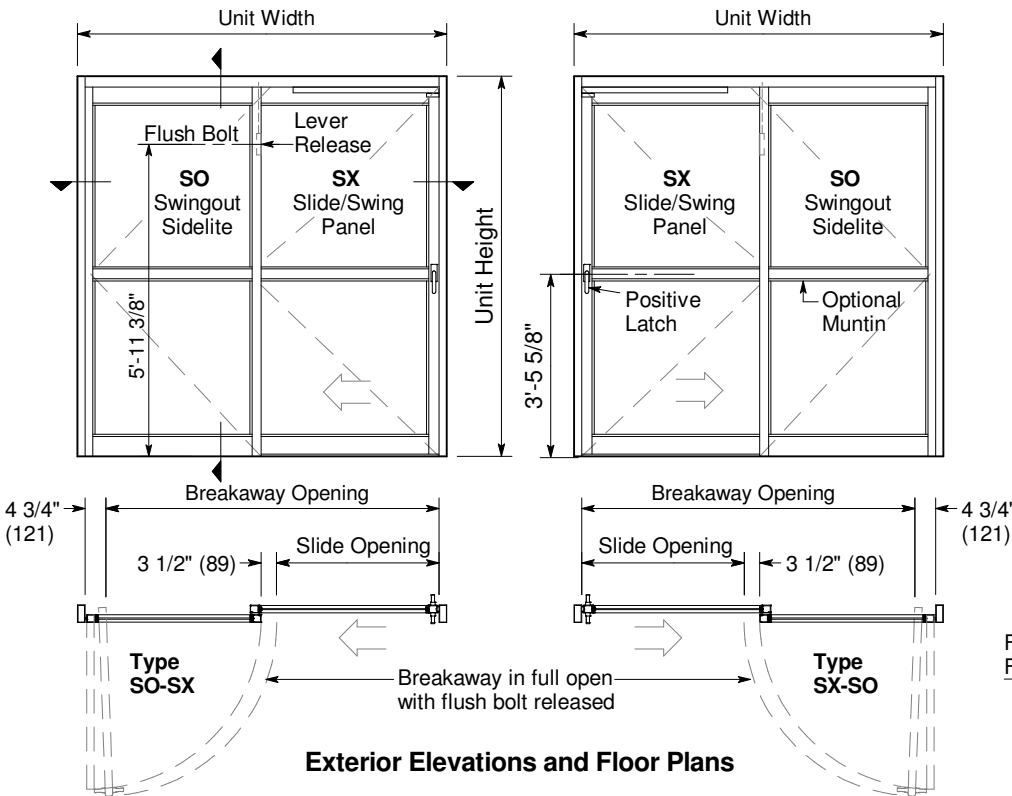 Unit Width
Unit Width
Flush Bolt
Lever
Release
SO
Swingout
Sidelite
SX
Slide/Swing
Panel
5'-11 3/8"
Unit Height
SX
Slide/Swing
Panel
SO
Swingout
Sidelite
Positive
Latch
Optional
Muntin
3'-5 5/8"
4 3/4"
(121)
Breakaway Opening
3 1/2" (89)
Slide Opening
Breakaway Opening
4 3/4"
(121)
Slide Opening
3 1/2" (89)
Type
SO-SX
Breakaway in full open
with flush bolt released
Type
SX-SO
Exterior Elevations and Floor Plans